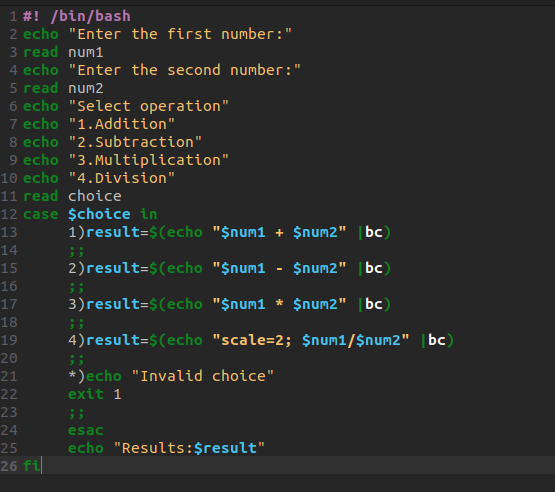 1 #! /bin/bash
2 echo "Enter the first number:"
3 read num1
4 echo "Enter the second number:"
5 read num2
6 echo "Select operation"
7 echo "1.Addition"
8 echo "2.Subtraction"
9 echo "3.Multiplication"
10 echo "4.Division"
11 read choice
12 case $choice in
13 1)result=$(echo "$num1 + $num2" |bc)
14 ;;
15 2)result=$(echo "$num1 - $num2" |bc)
16 ;;
17 3)result=$(echo "$num1 * $num2" |bc)
18 ;;
19 4)result=$(echo "scale=2; $num1/$num2" |bc)
20 ;;
21 *)echo "Invalid choice"
22 exit 1
23 ;;
24 esac
25 echo "Results:$result"
26 fi